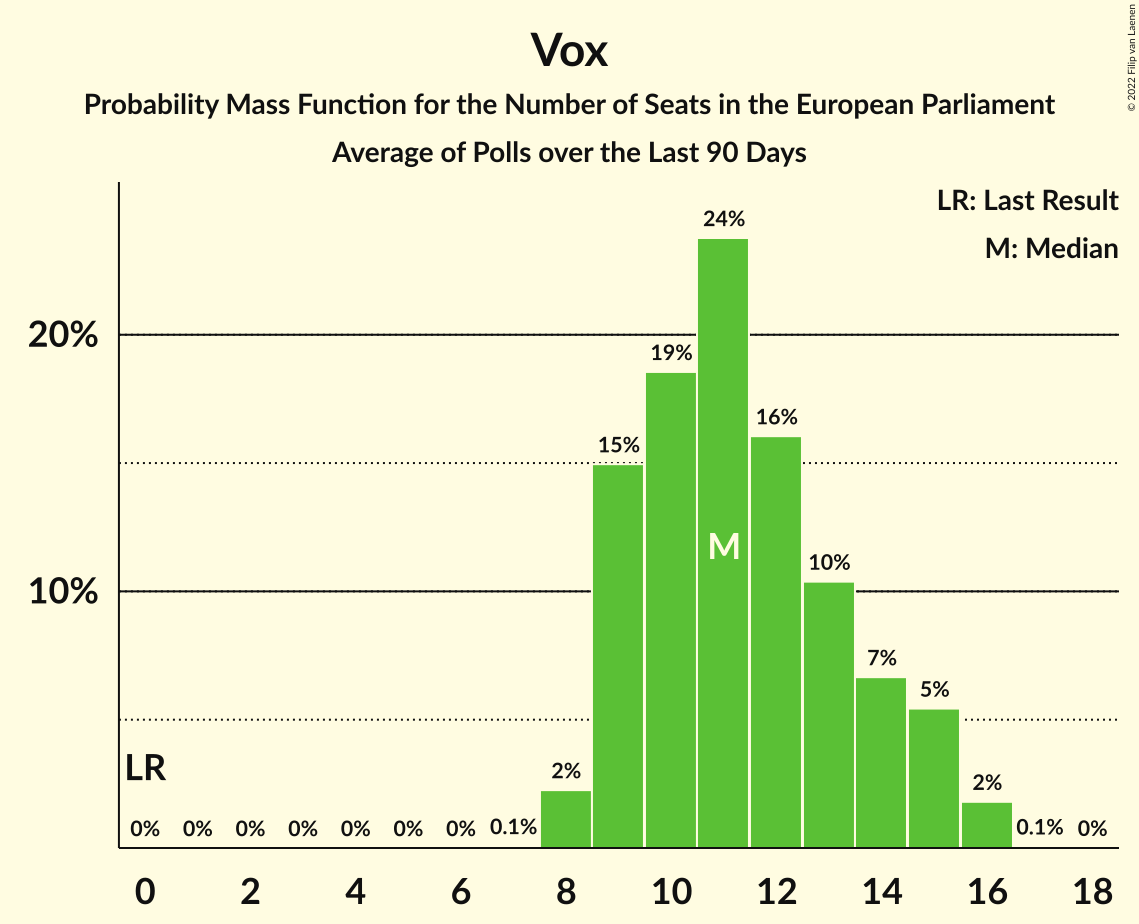 Vox
Probability Mass Function for the Number of Seats in the European Parliament
Average of Polls over the Last 90 Days
© 2022 Filip van Laenen
LR: Last Result
M: Median
24%
20%
19%
16%
15%
M
10%
10%
7%
5%
LR
2%
2%
0% 0% 0% 0% 0% 0% 0% 0.1% 0.1% 0%
0 2 4 6 8 10 12 14 16 18